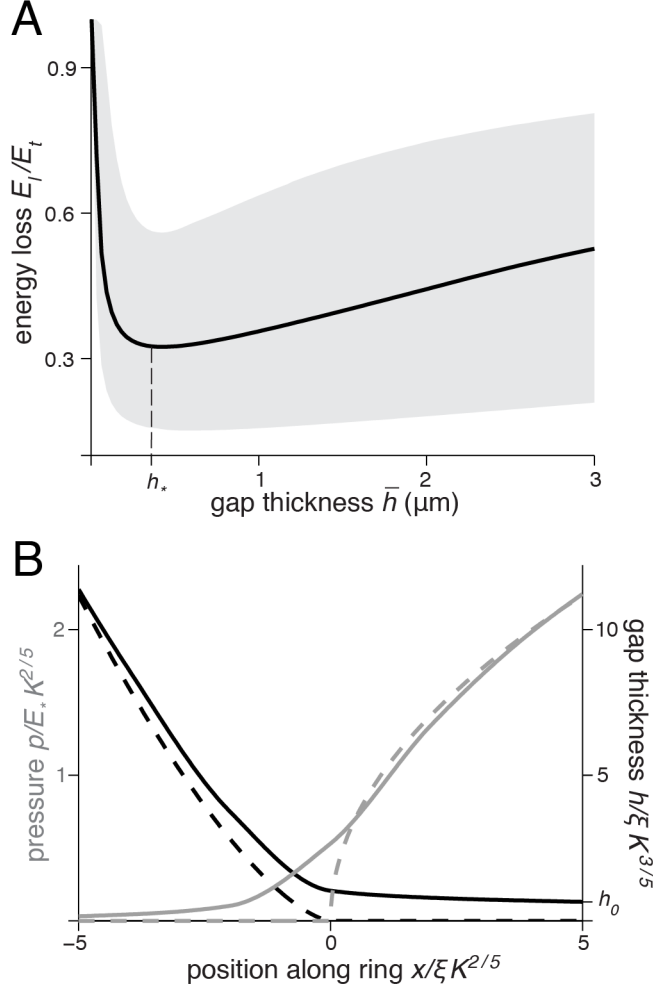 A
0.9
0.6
0.3
energy loss E_l/E_t
h_*
1
2
3
gap thickness h̅ (μm)
B
2
1
pressure p/E_* K^{2/5}
10
5
h_0
gap thickness h/ξ K^{3/5}
−5
0
5
position along ring x/ξ K^{2/5}